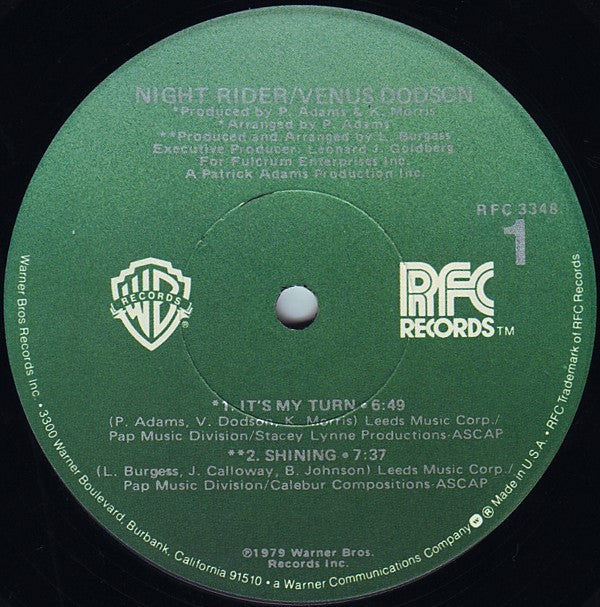 NIGHT RIDER/VENUS DODSON
*Produced by P. Adams & K. Morris
*Arranged by P. Adams
**Produced and Arranged by L. Burgess
Executive Producer: Leonard J. Goldberg
For Fulcrum Enterprises Inc.
A Patrick Adams Production Inc.
RFC 3348
1
WB
RECORDS
®
RFC
RECORDS™
*1. IT'S MY TURN • 6:49
(P. Adams, V. Dodson, K. Morris) Leeds Music Corp./
Pap Music Division/Stacey Lynne Productions-ASCAP
**2. SHINING • 7:37
(L. Burgess, J. Calloway, B. Johnson) Leeds Music Corp./
Pap Music Division/Calebur Compositions-ASCAP
℗1979 Warner Bros.
Records Inc.
Warner Bros Records Inc. • 3300 Warner Boulevard, Burbank, California 91510 • a Warner Communications Company ® Made in U.S.A. • RFC Trademark of RFC Records